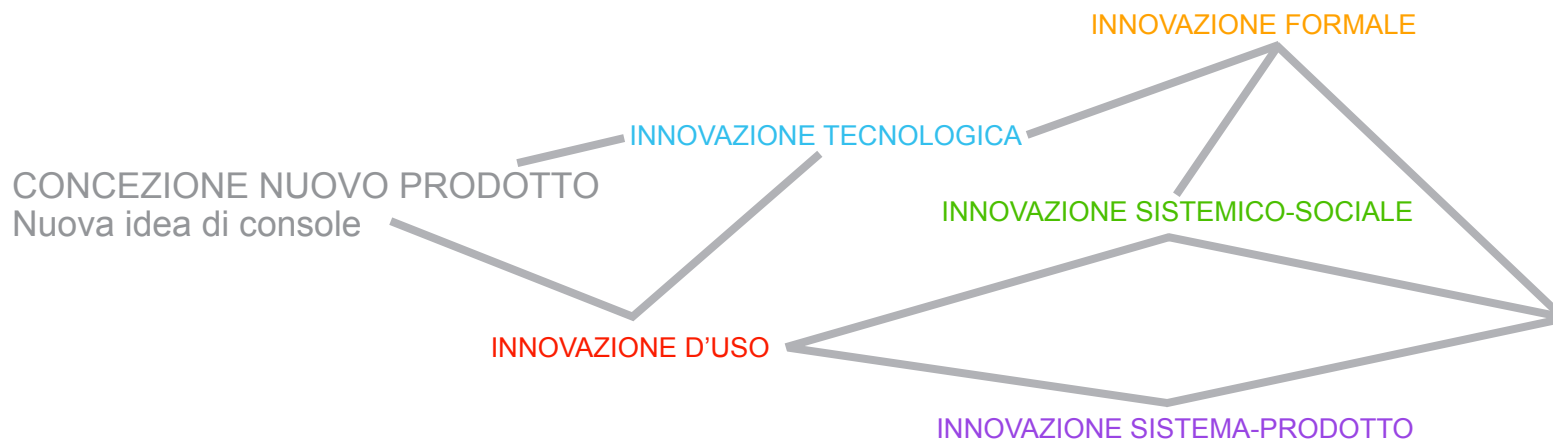 INNOVAZIONE FORMALE
INNOVAZIONE TECNOLOGICA
CONCEZIONE NUOVO PRODOTTO
Nuova idea di console
INNOVAZIONE SISTEMICO-SOCIALE
INNOVAZIONE D’USO
INNOVAZIONE SISTEMA-PRODOTTO